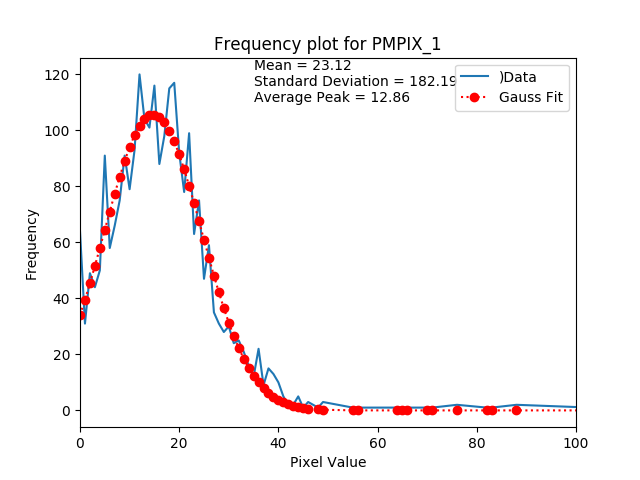 Frequency plot for PMPIX_1
Mean = 23.12
Standard Deviation = 182.19
Average Peak = 12.86
)Data
Gauss Fit
120
100
80
60
40
20
0
Frequency
0 20 40 60 80 100
Pixel Value